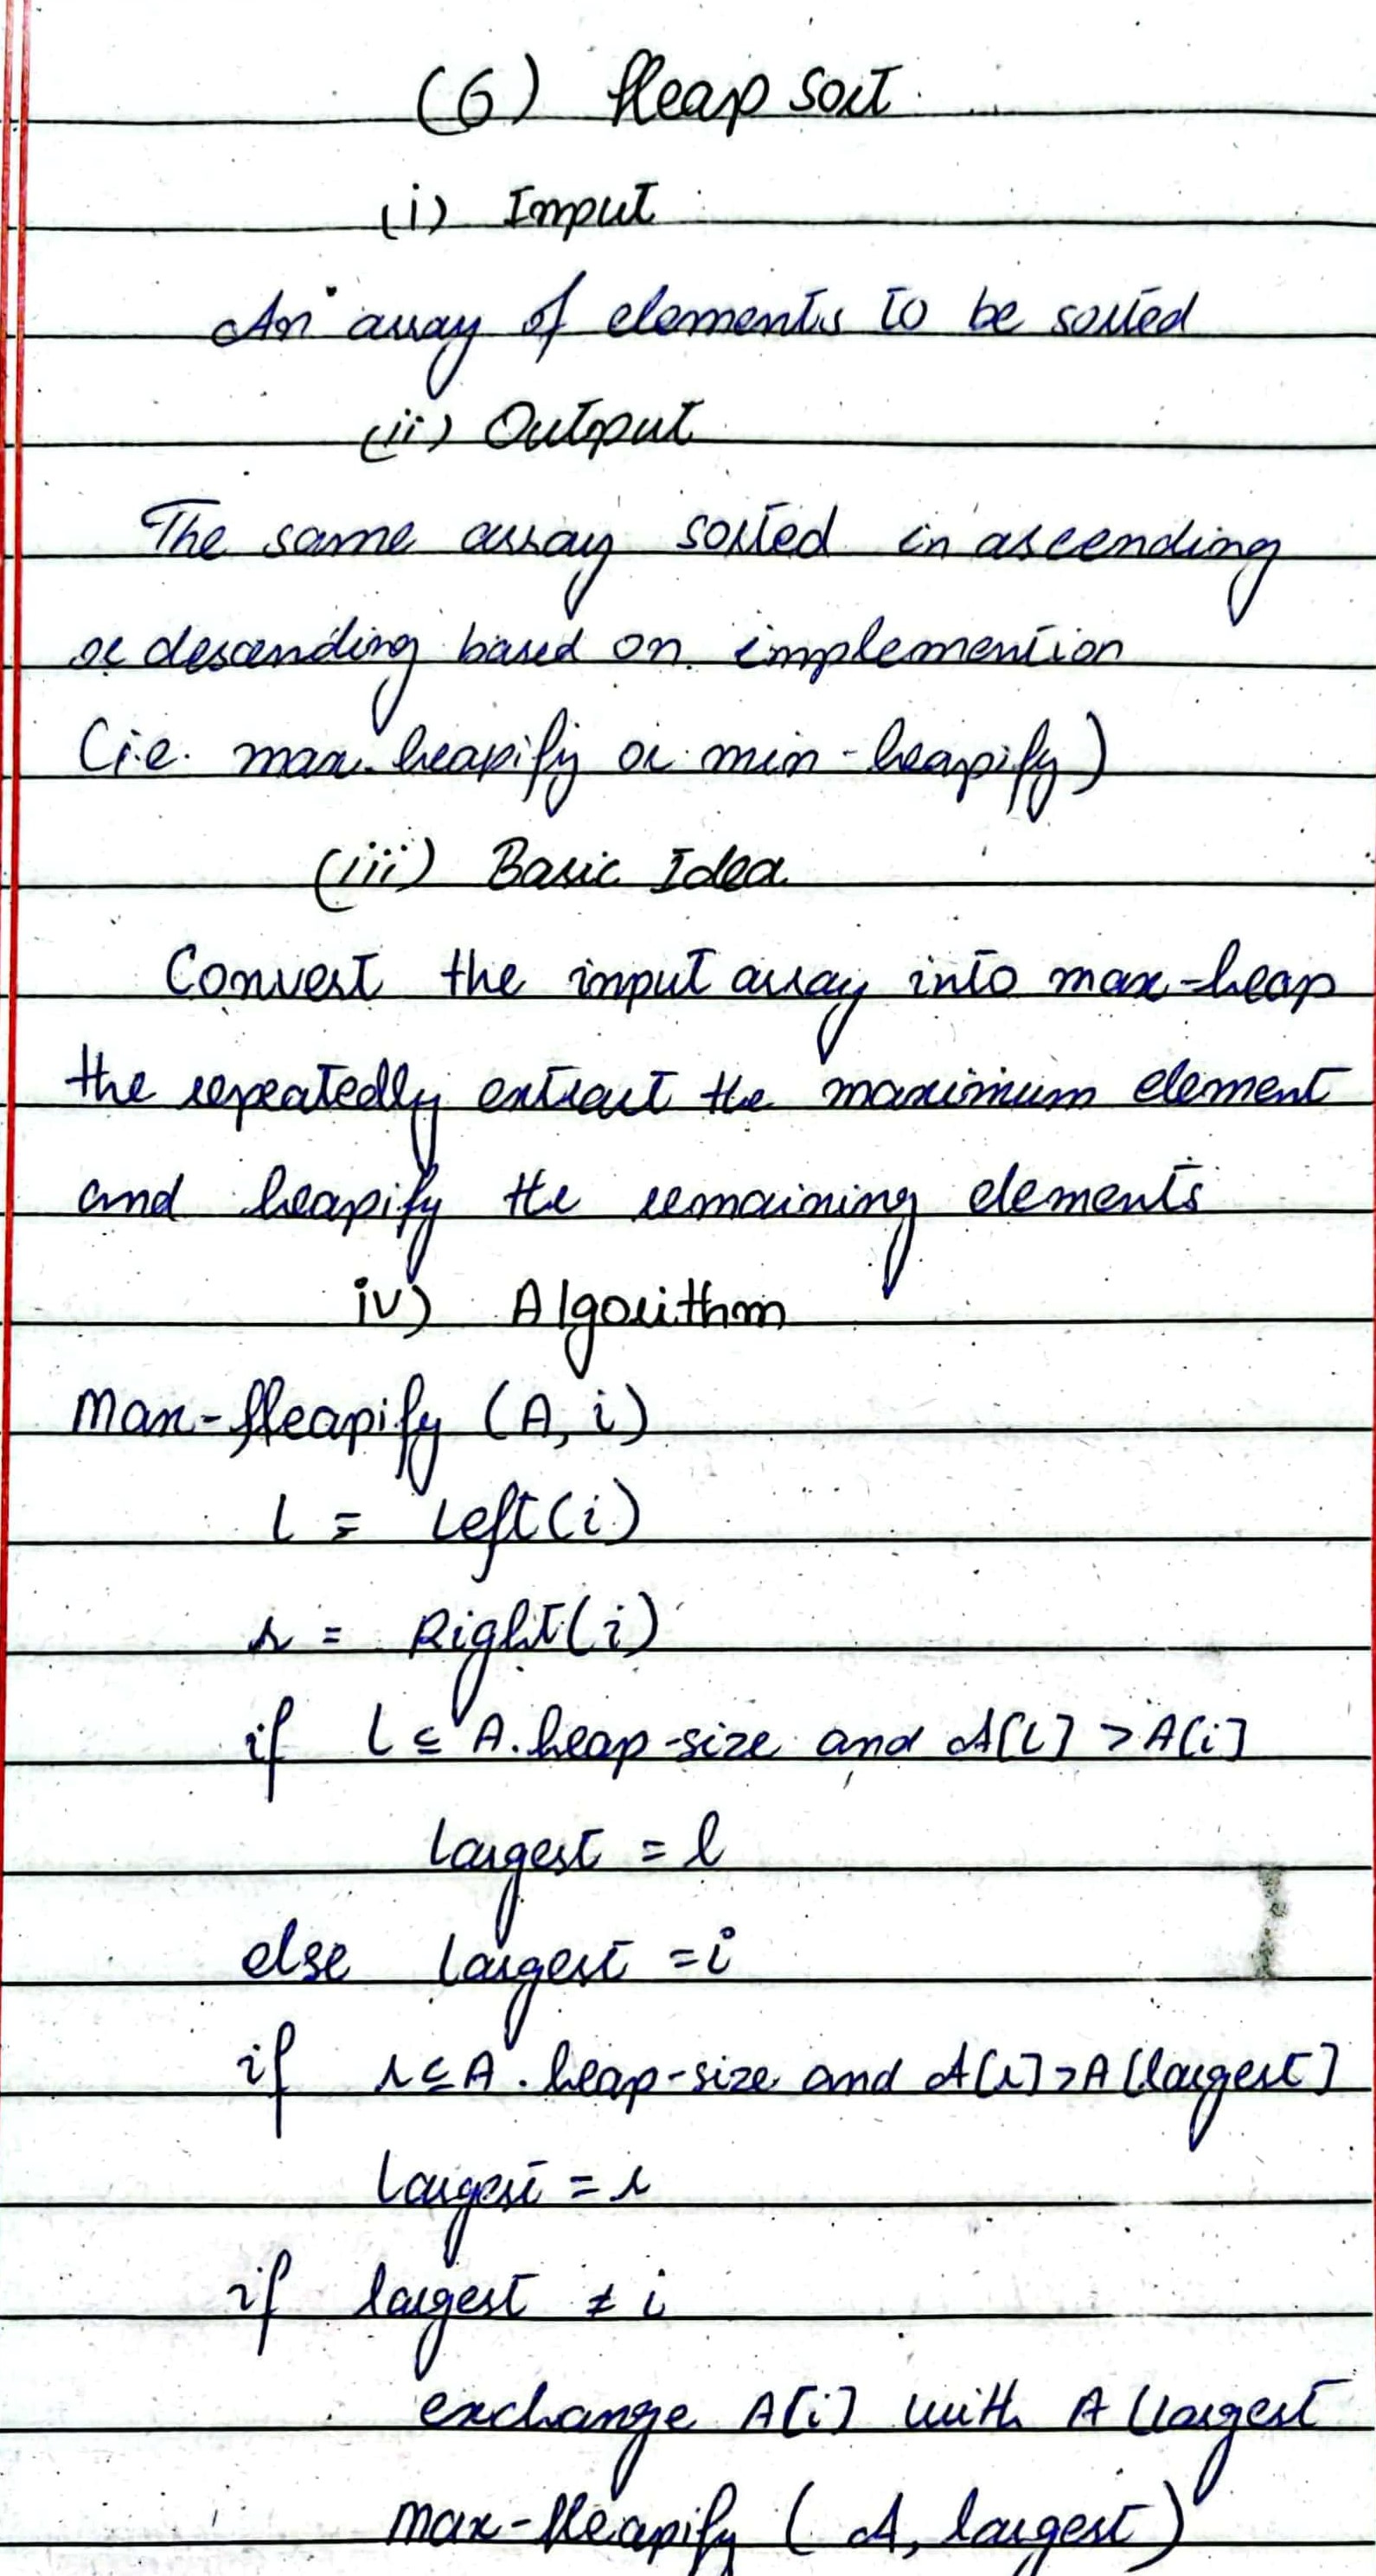 (6) Heap Sort
(i) Input
An array of elements to be sorted
(ii) Output
The same array sorted in ascending
or descending based on implemention
(i.e. max-heapify or min-heapify)
(iii) Basic Idea
Convert the input array into max-heap
the repeatedly extract the maximum element
and heapify the remaining elements
iv) Algorithm
Max-Heapify (A, i)
l = Left(i)
r = Right(i)
if l ≤ A.heap-size and A[l] > A[i]
largest = l
else largest = i
if r ≤ A.heap-size and A[r] > A[largest]
largest = r
if largest ≠ i
exchange A[i] with A[largest
Max-Heapify (A, largest)